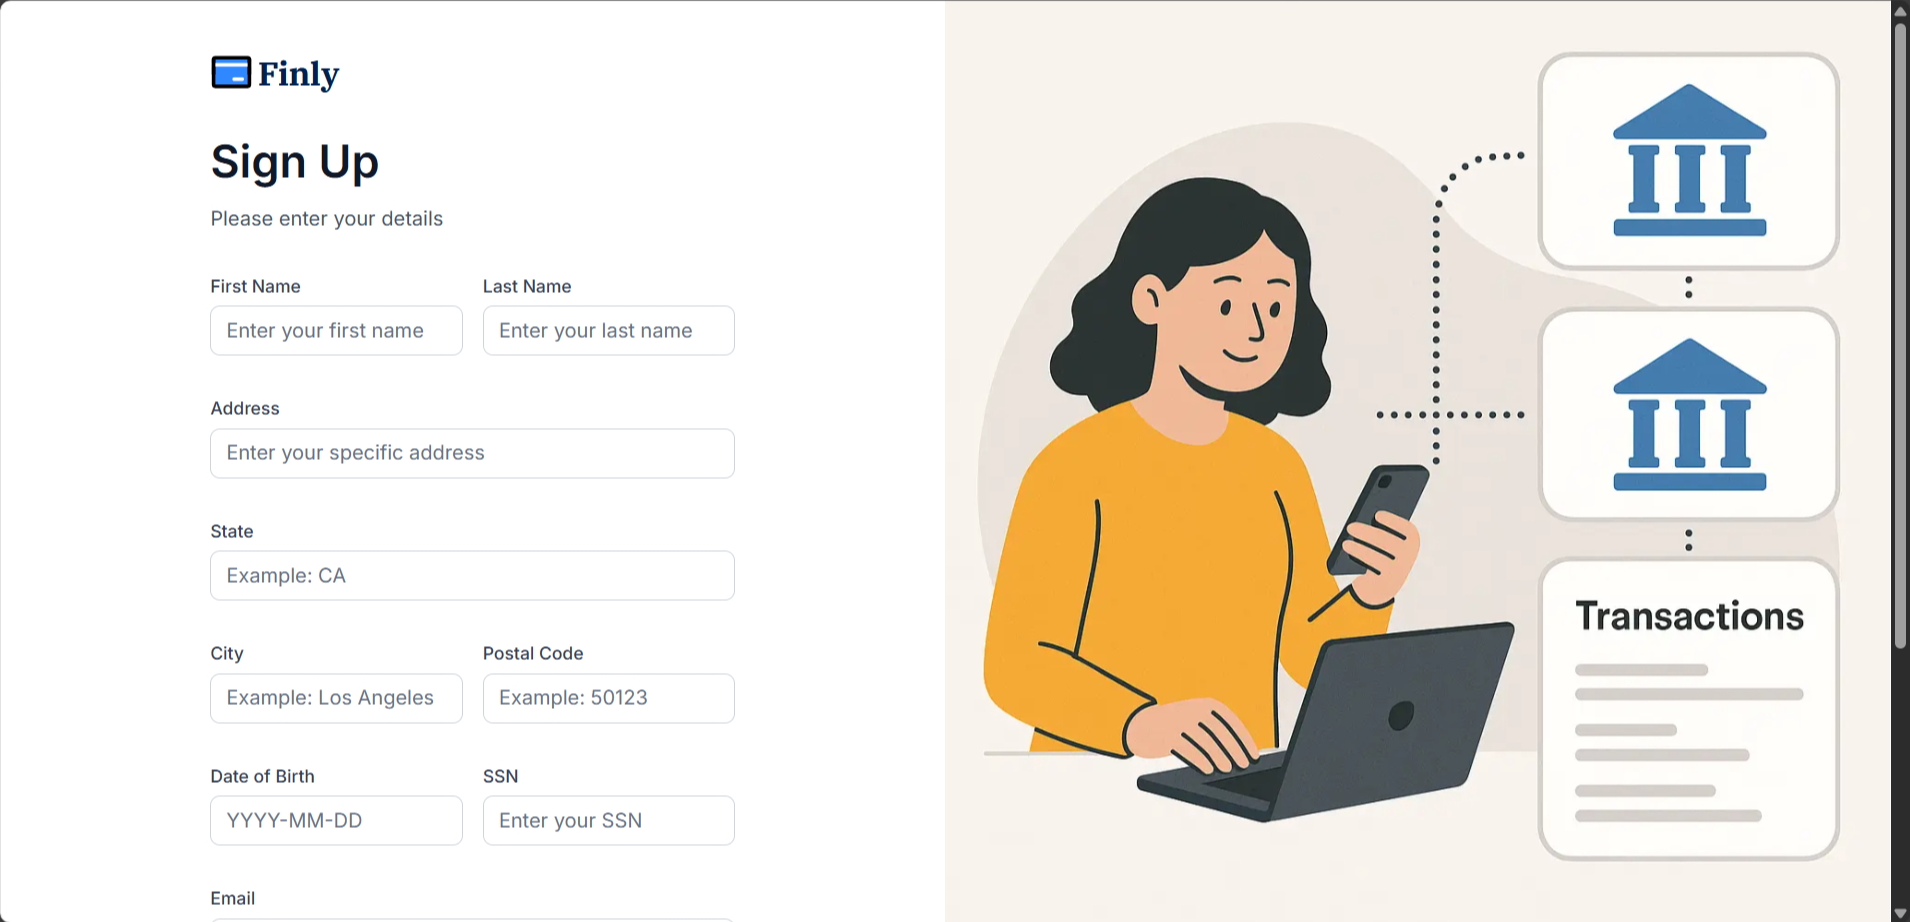 Finly
Sign Up
Please enter your details
First Name
Last Name
Enter your first name
Enter your last name
Address
Enter your specific address
State
Example: CA
City
Postal Code
Example: Los Angeles
Example: 50123
Date of Birth
SSN
YYYY-MM-DD
Enter your SSN
Email
Transactions